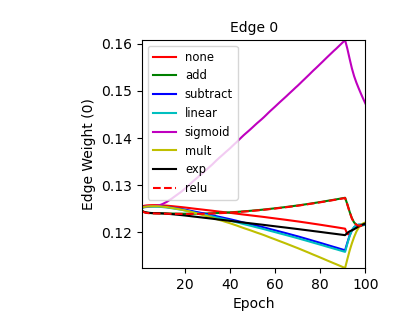 Edge 0
0.16
0.15
0.14
0.13
0.12
Edge Weight (0)
none
add
subtract
linear
sigmoid
mult
exp
relu
20 40 60 80 100
Epoch